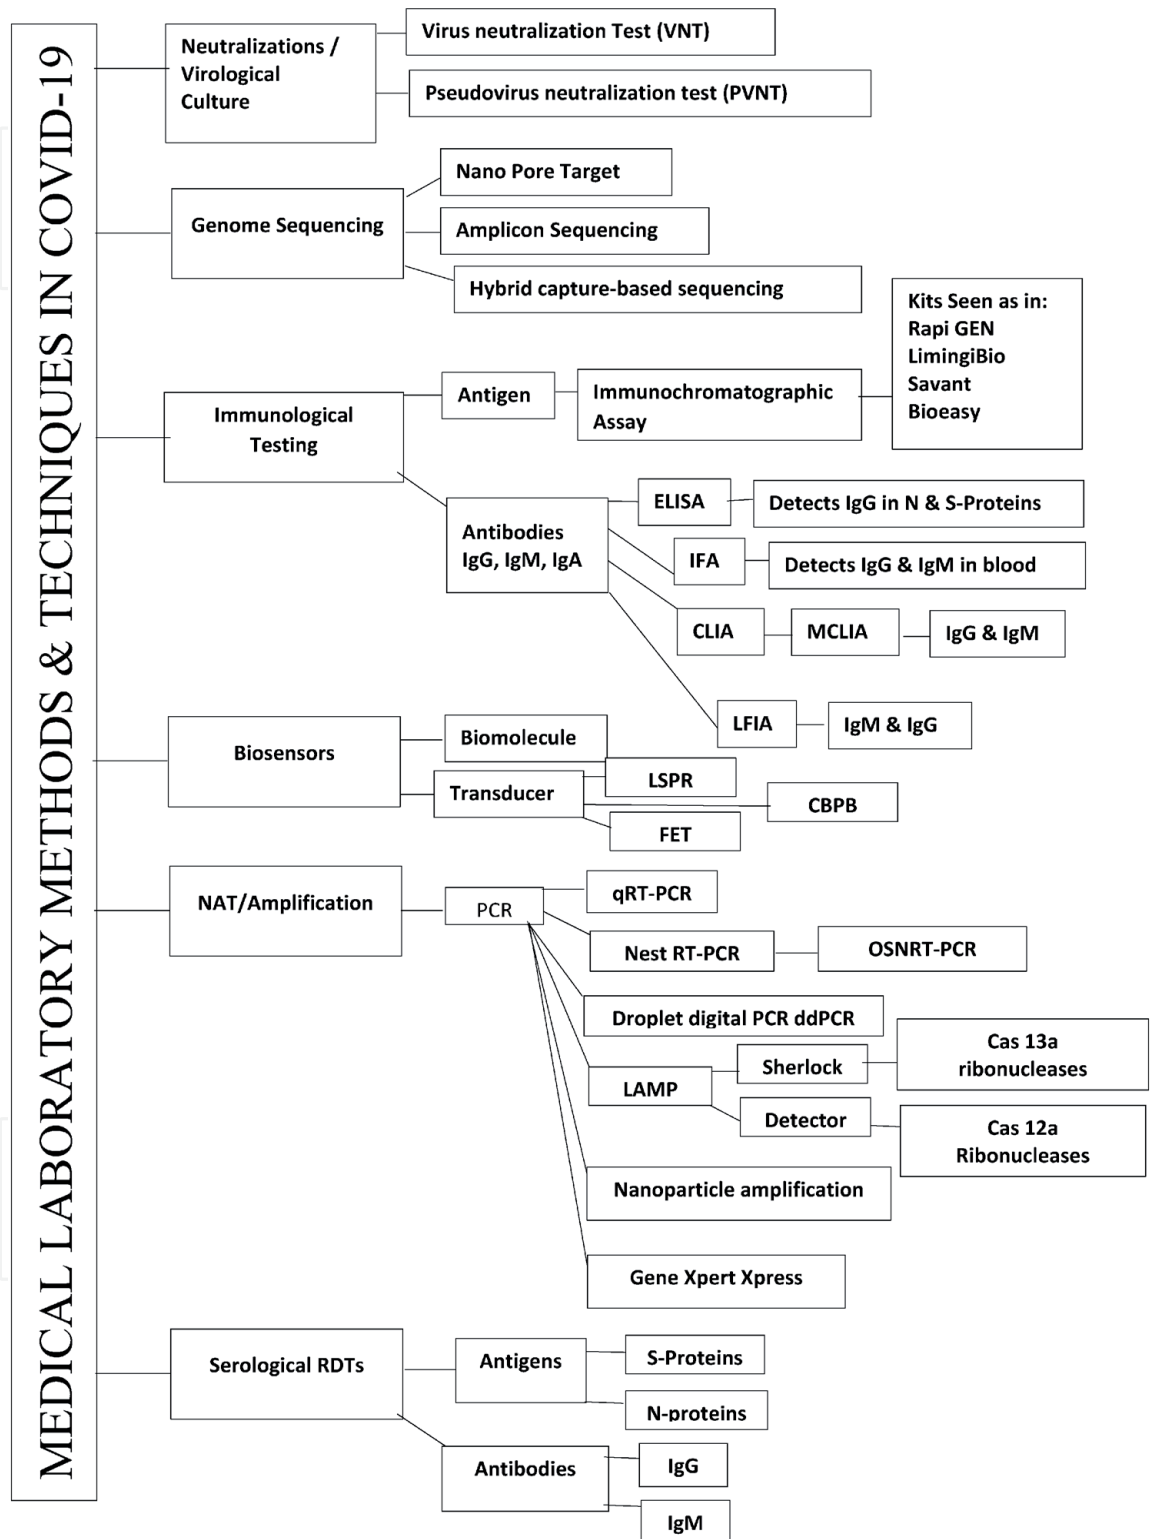 MEDICAL LABORATORY METHODS & TECHNIQUES IN COVID-19
Neutralizations /
Virological
Culture
Virus neutralization Test (VNT)
Pseudovirus neutralization test (PVNT)
Genome Sequencing
Nano Pore Target
Amplicon Sequencing
Hybrid capture-based sequencing
Immunological
Testing
Antigen
Immunochromatographic
Assay
Kits Seen as in:
Rapi GEN
LimingiBio
Savant
Bioeasy
Antibodies
IgG, IgM, IgA
ELISA
Detects IgG in N & S-Proteins
IFA
Detects IgG & IgM in blood
CLIA
MCLIA
IgG & IgM
LFIA
IgM & IgG
Biosensors
Biomolecule
Transducer
LSPR
CBPB
FET
NAT/Amplification
PCR
qRT-PCR
Nest RT-PCR
OSNRT-PCR
Droplet digital PCR ddPCR
LAMP
Sherlock
Cas 13a
ribonucleases
Detector
Cas 12a
Ribonucleases
Nanoparticle amplification
Gene Xpert Xpress
Serological RDTs
Antigens
S-Proteins
N-proteins
Antibodies
IgG
IgM